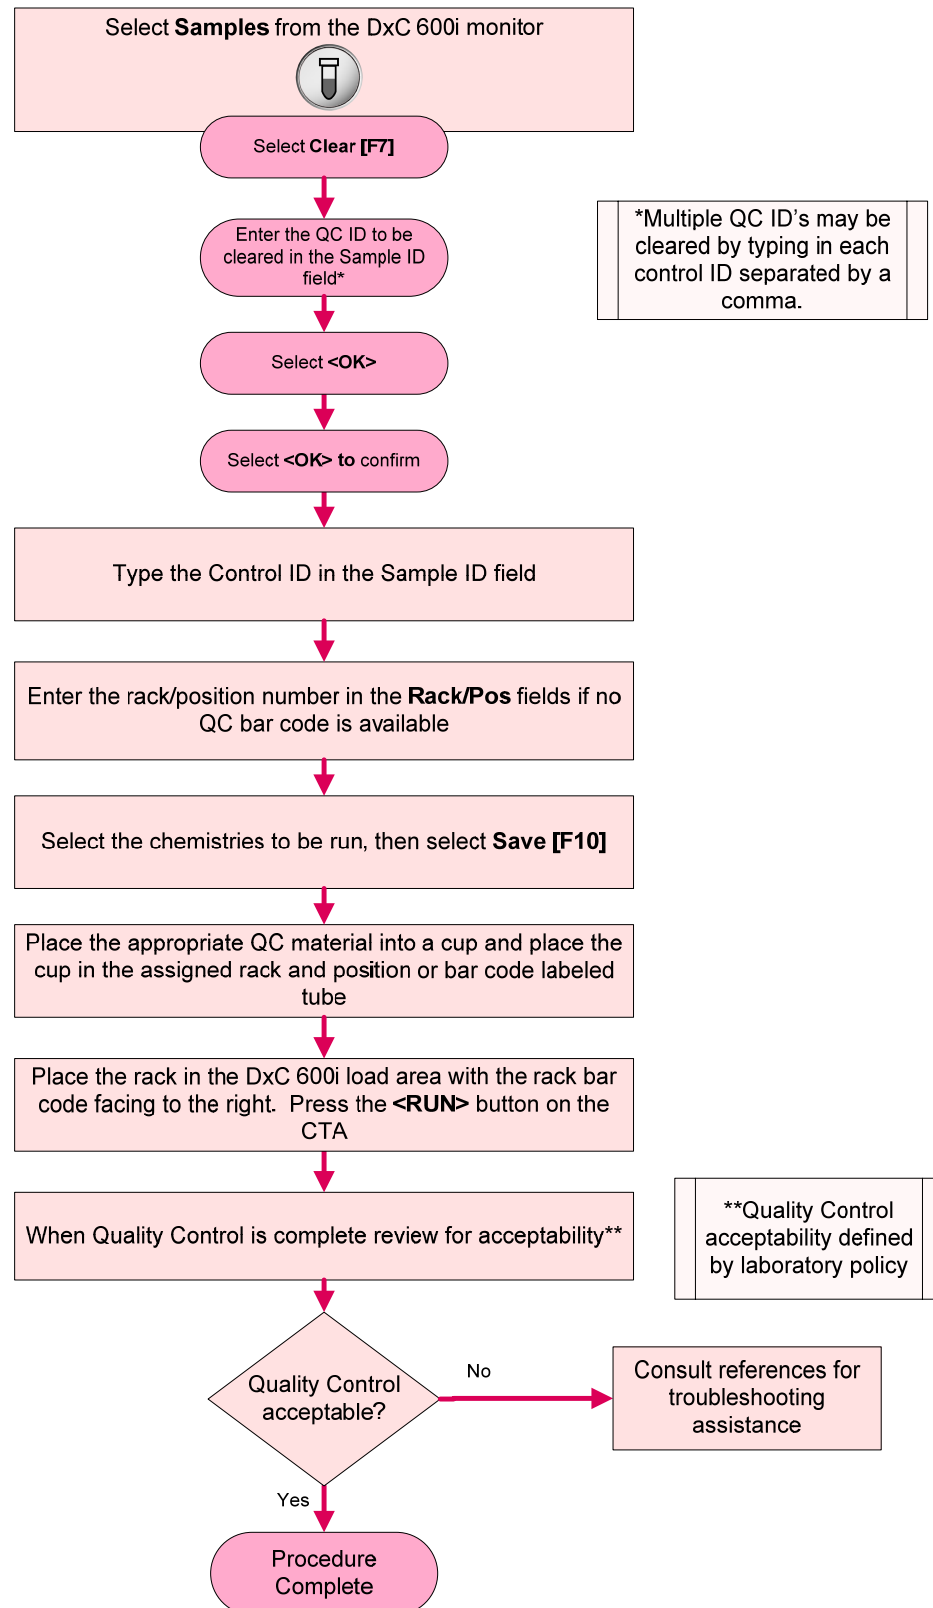 Select Samples from the DxC 600i monitor
Select Clear [F7]
Enter the QC ID to be
cleared in the Sample ID
field*
*Multiple QC ID's may be
cleared by typing in each
control ID separated by a
comma.
Select <OK>
Select <OK> to confirm
Type the Control ID in the Sample ID field
Enter the rack/position number in the Rack/Pos fields if no
QC bar code is available
Select the chemistries to be run, then select Save [F10]
Place the appropriate QC material into a cup and place the
cup in the assigned rack and position or bar code labeled
tube
Place the rack in the DxC 600i load area with the rack bar
code facing to the right.  Press the <RUN> button on the
CTA
When Quality Control is complete review for acceptability**
**Quality Control
acceptability defined
by laboratory policy
Quality Control
acceptable?
No
Consult references for
troubleshooting
assistance
Yes
Procedure
Complete